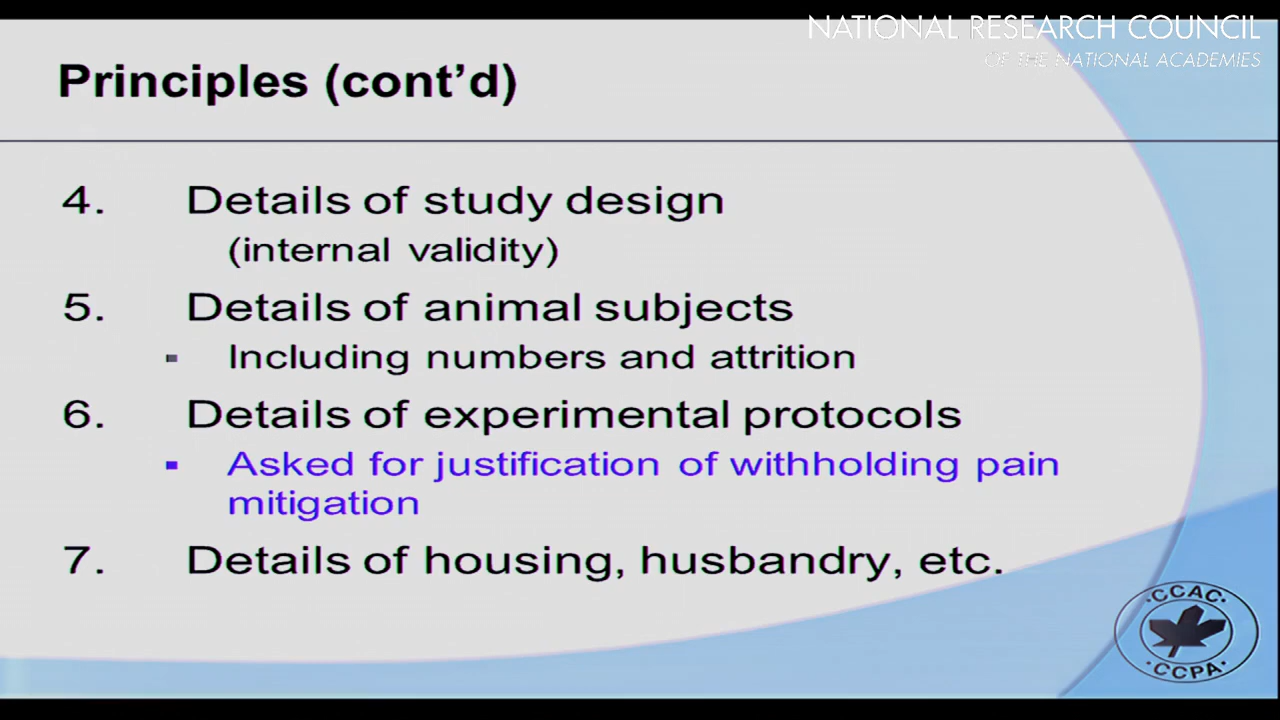 NATIONAL RESEARCH COUNCIL
OF THE NATIONAL ACADEMIES
Principles (cont’d)
4. Details of study design
(internal validity)
5. Details of animal subjects
▪ Including numbers and attrition
6. Details of experimental protocols
▪ Asked for justification of withholding pain
mitigation
7. Details of housing, husbandry, etc.
·CCAC·
·CCPA·